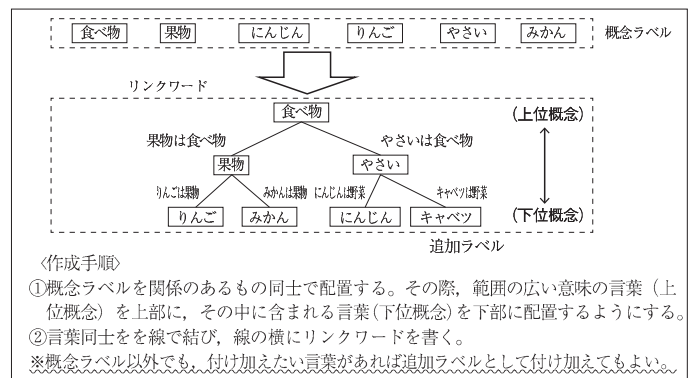 食べ物 果物 にんじん りんご やさい みかん 概念ラベル
リンクワード
食べ物 (上位概念)
果物は食べ物 やさいは食べ物
果物 やさい
りんごは果物 みかんは果物 にんじんは野菜 キャベツは野菜
りんご みかん にんじん キャベツ (下位概念)
追加ラベル
〈作成手順〉
①概念ラベルを関係のあるもの同士で配置する。その際，範囲の広い意味の言葉（上
位概念）を上部に，その中に含まれる言葉(下位概念)を下部に配置するようにする。
②言葉同士をを線で結び，線の横にリンクワードを書く。
※概念ラベル以外でも，付け加えたい言葉があれば追加ラベルとして付け加えてもよい。